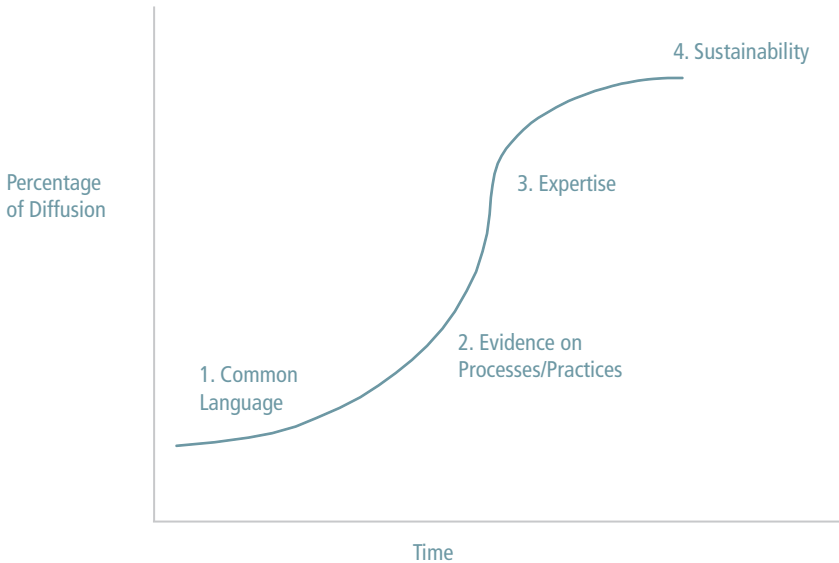 4. Sustainability
Percentage
of Diffusion
3. Expertise
2. Evidence on
Processes/Practices
1. Common
Language
Time